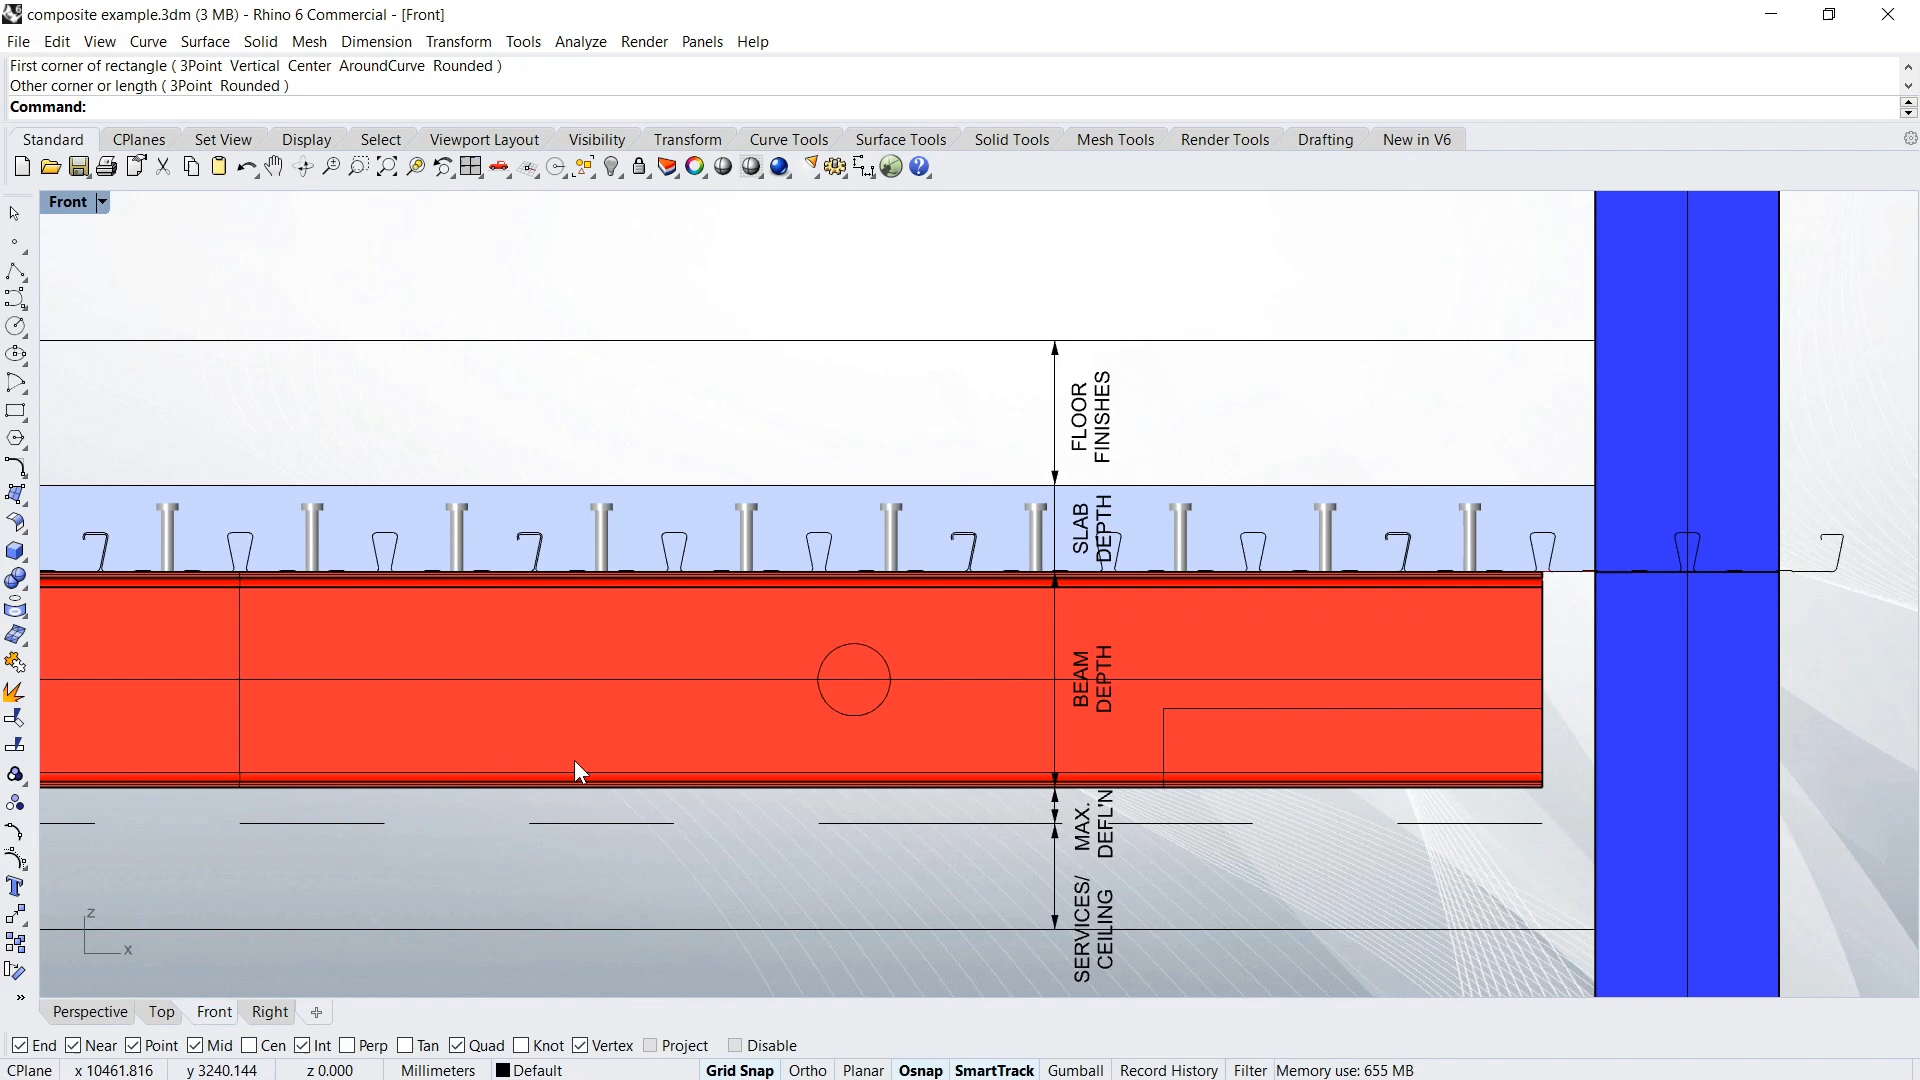 composite example.3dm (3 MB) - Rhino 6 Commercial - [Front]
File Edit View Curve Surface Solid Mesh Dimension Transform Tools Analyze Render Panels Help
First corner of rectangle ( 3Point Vertical Center AroundCurve Rounded )
Other corner or length ( 3Point Rounded )
Command:
Standard CPlanes Set View Display Select Viewport Layout Visibility Transform Curve Tools Surface Tools Solid Tools Mesh Tools Render Tools Drafting New in V6
Front
FLOOR
FINISHES
SLAB
DEPTH
BEAM
DEPTH
MAX.
DEFL'N
SERVICES/
CEILING
z
x
Perspective Top Front Right
End Near Point Mid Cen Int Perp Tan Quad Knot Vertex Project Disable
CPlane x 10461.816 y 3240.144 z 0.000 Millimeters Default Grid Snap Ortho Planar Osnap SmartTrack Gumball Record History Filter Memory use: 655 MB